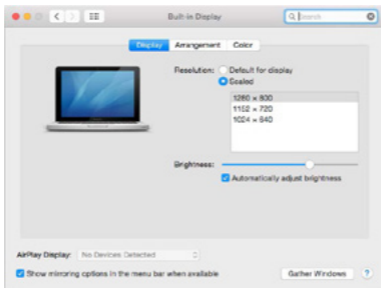 Built-in Display
Search
Display Arrangement Color
Resolution: Default for display
Scaled
1280 × 800
1152 × 720
1024 × 640
Brightness:
Automatically adjust brightness
AirPlay Display: No Devices Detected
Show mirroring options in the menu bar when available
Gather Windows ?